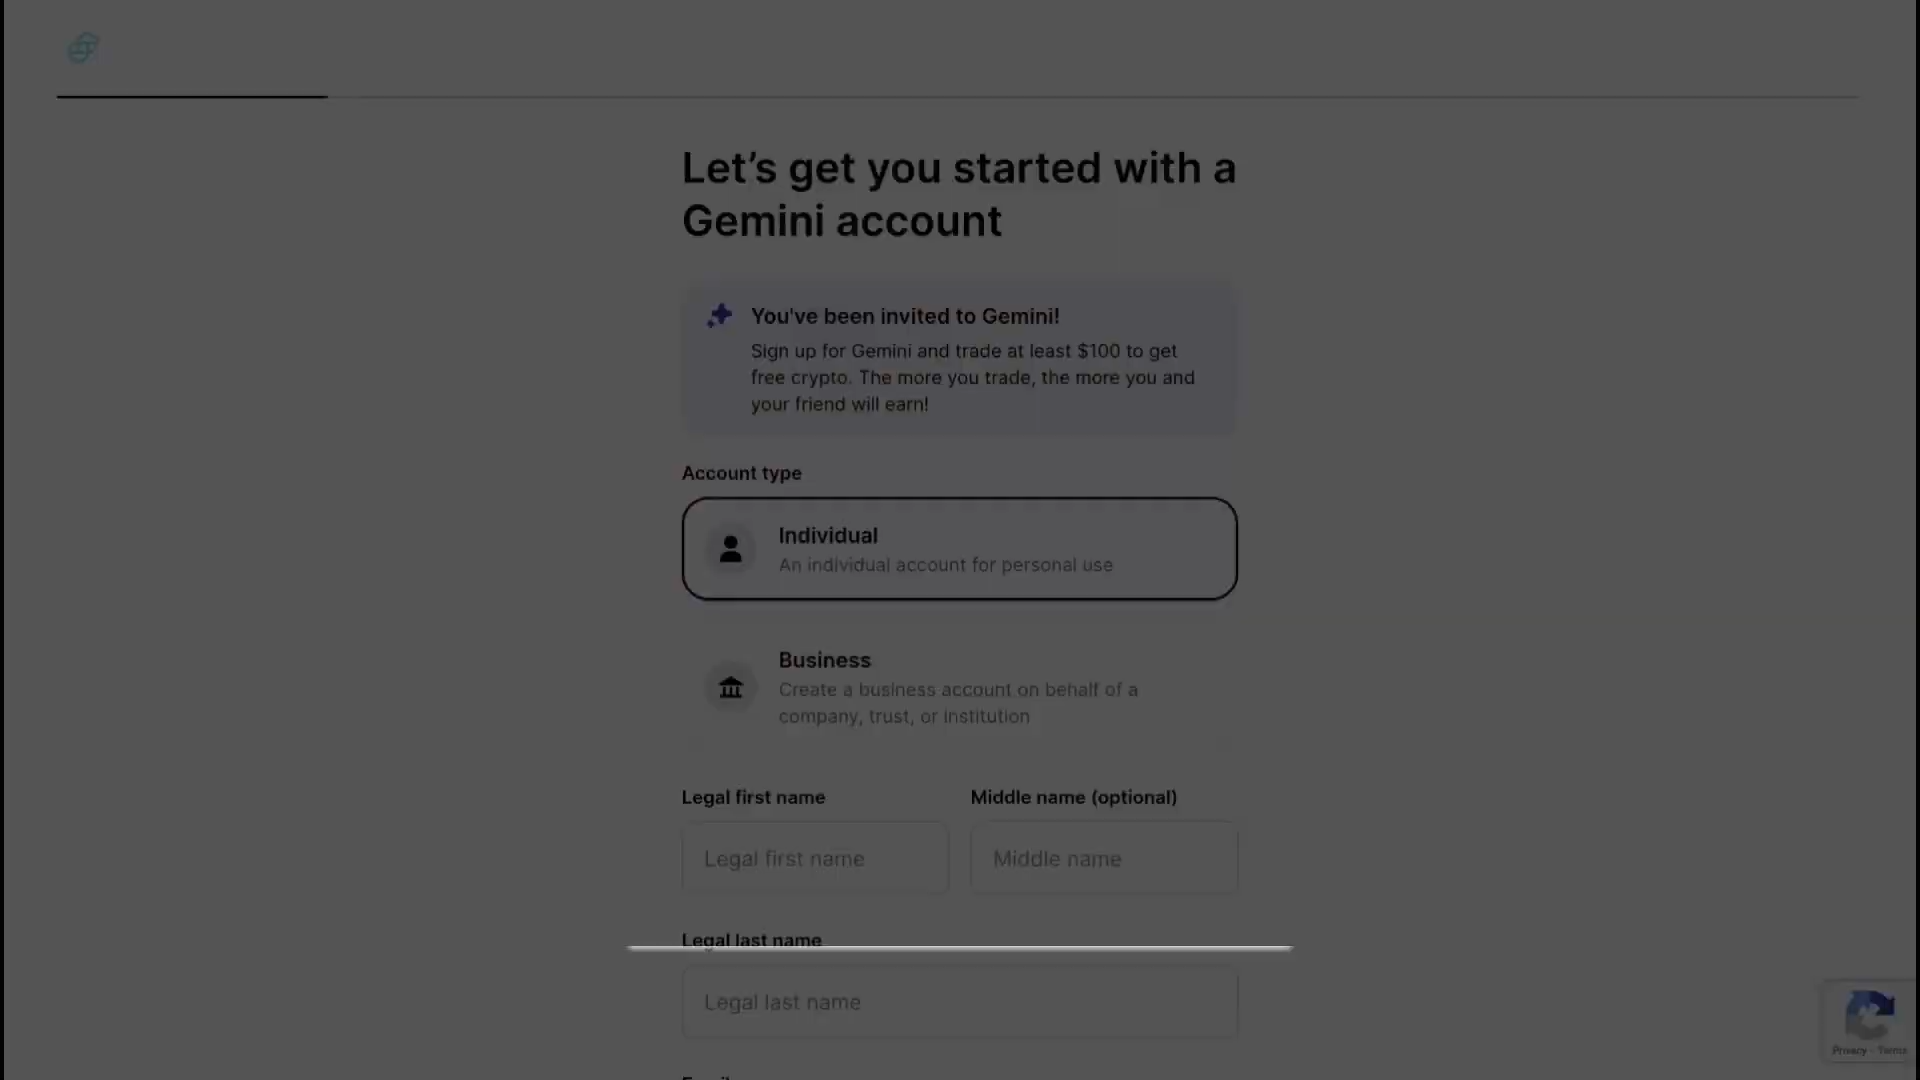 Let’s get you started with a
Gemini account
You've been invited to Gemini!
Sign up for Gemini and trade at least $100 to get
free crypto. The more you trade, the more you and
your friend will earn!
Account type
Individual
An individual account for personal use
Business
Create a business account on behalf of a
company, trust, or institution
Legal first name
Middle name (optional)
Legal first name
Middle name
Legal last name
Legal last name
Privacy - Terms